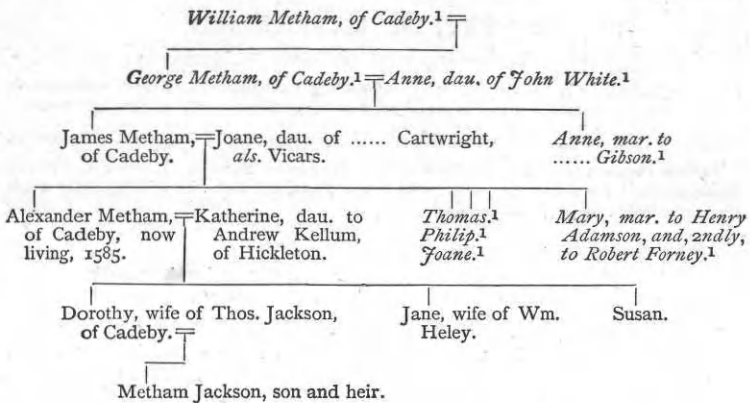 William Metham, of Cadeby.¹
George Metham, of Cadeby.¹ Anne, dau. of John White.¹
James Metham, Joane, dau. of ...... Cartwright, Anne, mar. to
of Cadeby. als. Vicars. ...... Gibson.¹
Alexander Metham, Katherine, dau. to Thomas.¹ Mary, mar. to Henry
of Cadeby, now Andrew Kellum, Philip.¹ Adamson, and, 2ndly,
living, 1585. of Hickleton. Joane.¹ to Robert Forney.¹
Dorothy, wife of Thos. Jackson, Jane, wife of Wm. Susan.
of Cadeby. Heley.
Metham Jackson, son and heir.